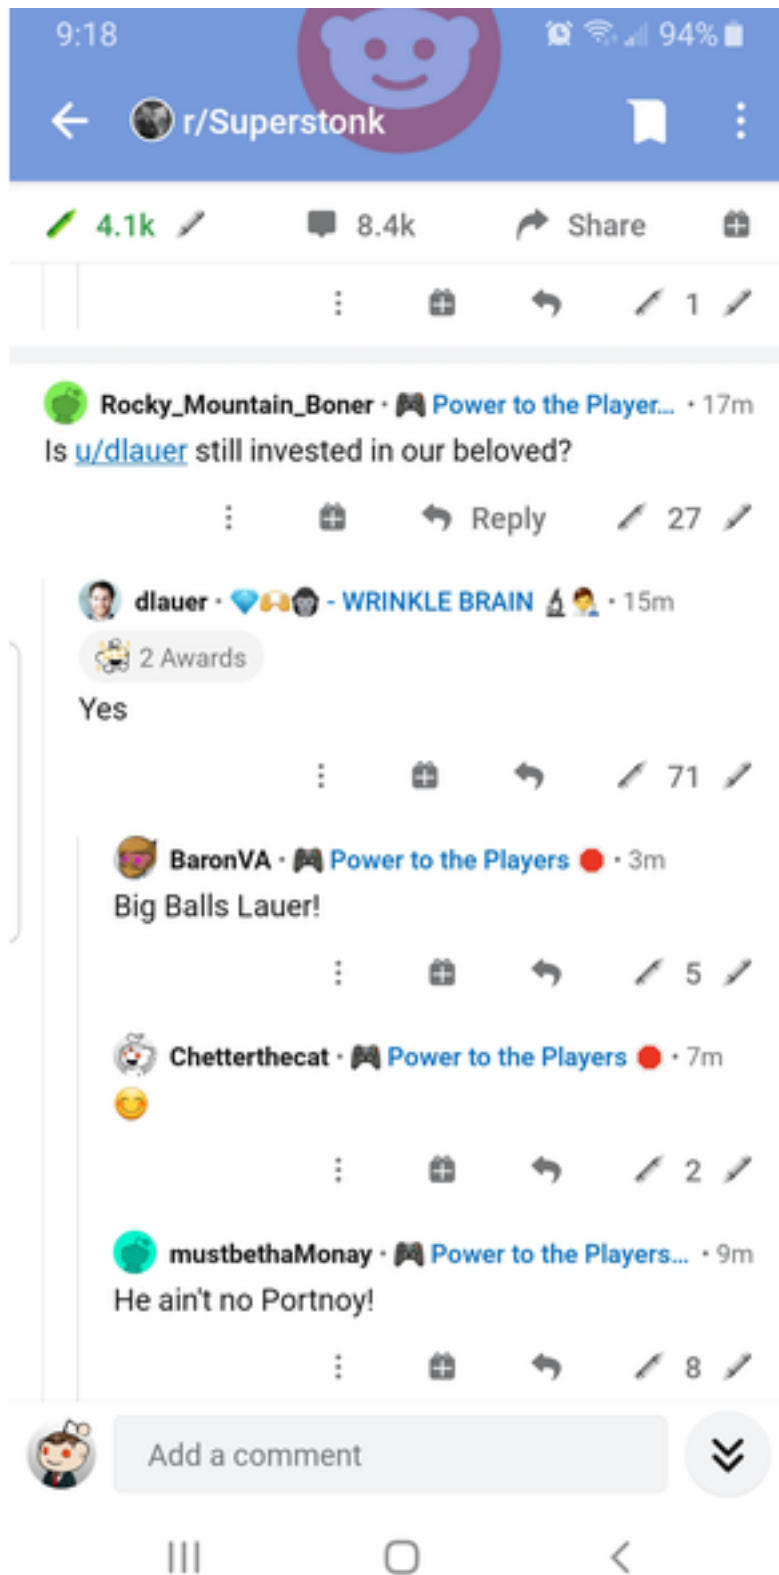 9:18 94%
r/Superstonk
4.1k 8.4k Share
1
Rocky_Mountain_Boner · 🎮 Power to the Player... · 17m
Is u/dlauer still invested in our beloved?
Reply 27
dlauer · 💎🙌🦍 - WRINKLE BRAIN 🔬👨‍🔬 · 15m
2 Awards
Yes
71
BaronVA · 🎮 Power to the Players 🛑 · 3m
Big Balls Lauer!
5
Chetterthecat · 🎮 Power to the Players 🛑 · 7m
😊
2
mustbethaMonay · 🎮 Power to the Players... · 9m
He ain't no Portnoy!
8
Add a comment